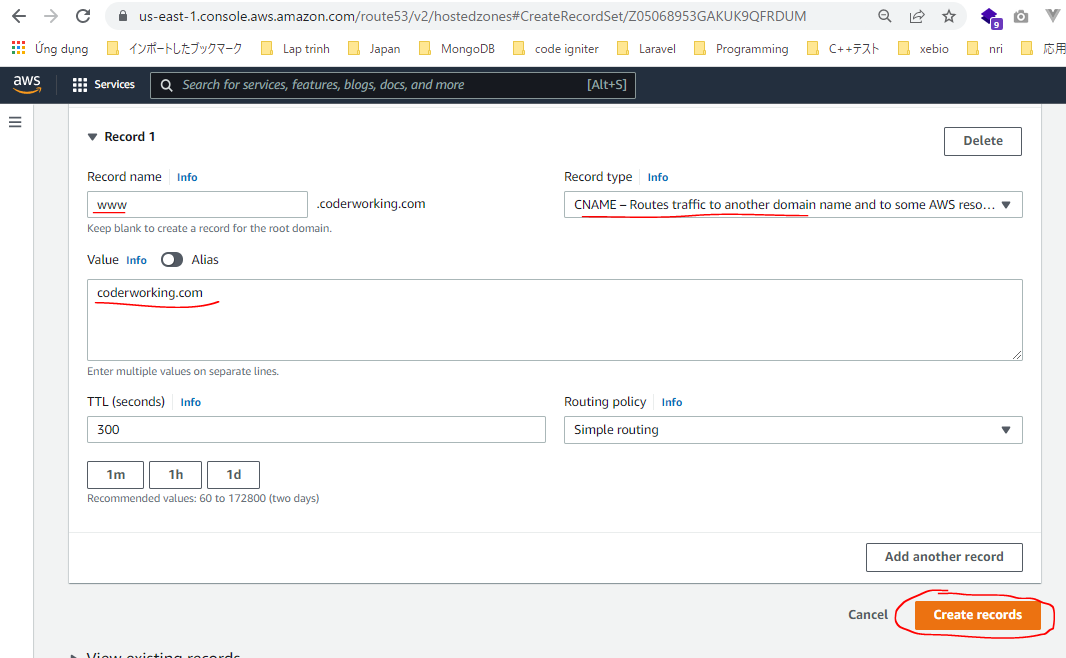 us-east-1.console.aws.amazon.com/route53/v2/hostedzones#CreateRecordSet/Z05068953GAKUK9QFRDUM
9
Ứng dụng インポートしたブックマーク Lap trinh Japan MongoDB code igniter Laravel Programming C++テスト xebio nri 応用
aws Services Search for services, features, blogs, docs, and more [Alt+S]
Record 1
Delete
Record name Info Record type Info
www .coderworking.com CNAME – Routes traffic to another domain name and to some AWS reso...
Keep blank to create a record for the root domain.
Value Info Alias
coderworking.com
Enter multiple values on separate lines.
TTL (seconds) Info Routing policy Info
300 Simple routing
1m 1h 1d
Recommended values: 60 to 172800 (two days)
Add another record
Cancel Create records
View existing records